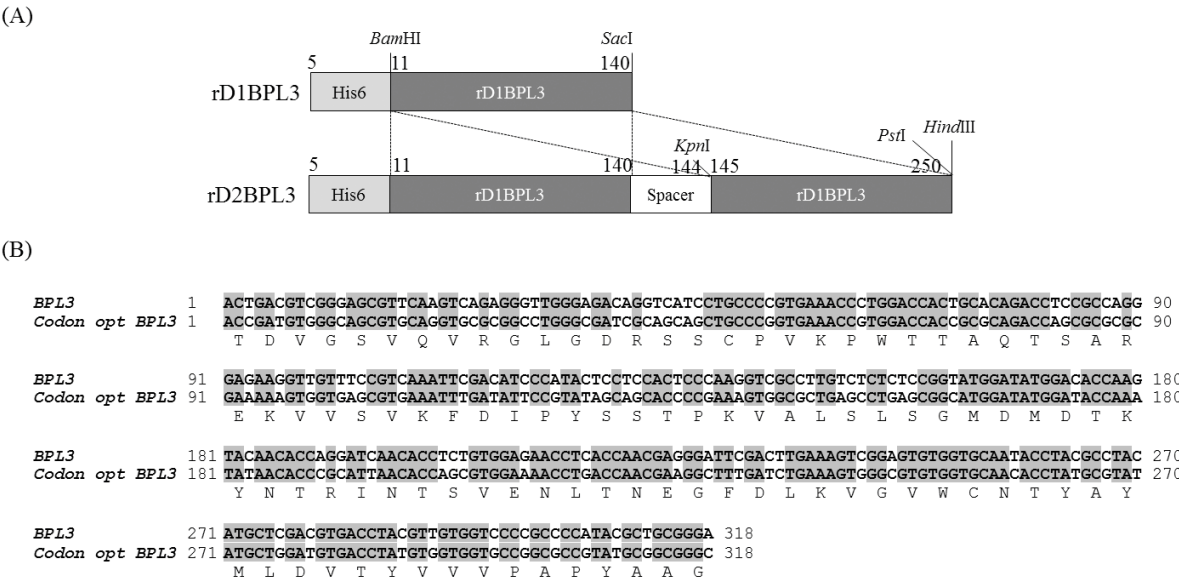 (A)
BamHI SacI
5 11 140
rD1BPL3 His6 rD1BPL3
PstI HindIII
KpnI
5 11 140 144 145 250
rD2BPL3 His6 rD1BPL3 Spacer rD1BPL3
(B)
BPL3 1 ACTGACGTCGGGAGCGTTCAAGTCAGAGGGTTGGGAGACAGGTCATCCTGCCCCGTGAAACCCTGGACCACTGCACAGACCTCCGCCAGG 90
Codon opt BPL3 1 ACCGATGTGGGCAGCGTGCAGGTGCGCGGCCTGGGCGATCGCAGCAGCTGCCCGGTGAAACCGTGGACCACCGCGCAGACCAGCGCGCGC 90
T D V G S V Q V R G L G D R S S C P V K P W T T A Q T S A R
BPL3 91 GAGAAGGTTGTTTCCGTCAAATTCGACATCCCATACTCCTCCACTCCCAAGGTCGCCTTGTCTCTCTCCGGTATGGATATGGACACCAAG 180
Codon opt BPL3 91 GAAAAAGTGGTGAGCGTGAAATTTGATATTCCGTATAGCAGCACCCCGAAAGTGGCGCTGAGCCTGAGCGGCATGGATATGGATACCAAA 180
E K V V S V K F D I P Y S S T P K V A L S L S G M D M D T K
BPL3 181 TACAACACCAGGATCAACACCTCTGTGGAGAACCTCACCAACGAGGGATTCGACTTGAAAGTCGGAGTGTGGTGCAATACCTACGCCTAC 270
Codon opt BPL3 181 TATAACACCCGCATTAACACCAGCGTGGAAAACCTGACCAACGAAGGCTTTGATCTGAAAGTGGGCGTGTGGTGCAACACCTATGCGTAT 270
Y N T R I N T S V E N L T N E G F D L K V G V W C N T Y A Y
BPL3 271 ATGCTCGACGTGACCTACGTTGTGGTCCCCGCCCCATACGCTGCGGGA 318
Codon opt BPL3 271 ATGCTGGATGTGACCTATGTGGTGGTGCCGGCGCCGTATGCGGCGGGC 318
M L D V T Y V V V P A P Y A A G